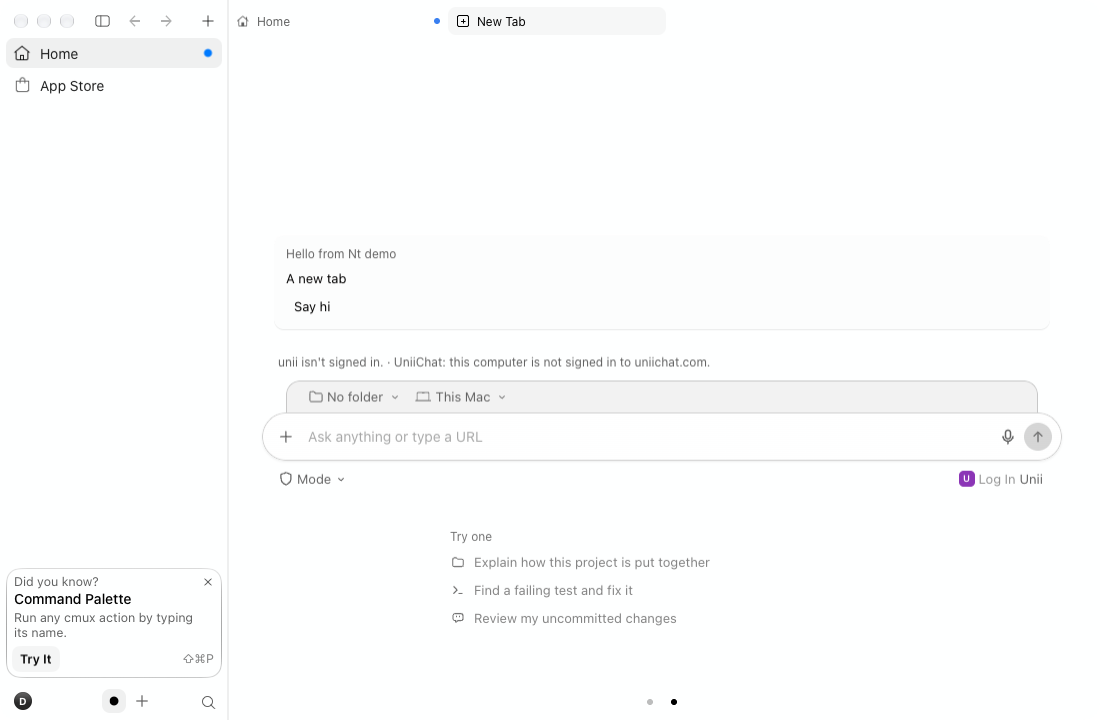 Home
New Tab
Home
App Store
Hello from Nt demo
A new tab
Say hi
unii isn't signed in. · UniiChat: this computer is not signed in to uniichat.com.
No folder
This Mac
Ask anything or type a URL
Mode
U Log In Unii
Try one
Explain how this project is put together
Find a failing test and fix it
Review my uncommitted changes
Did you know?
Command Palette
Run any cmux action by typing
its name.
Try It
⇧⌘P
D